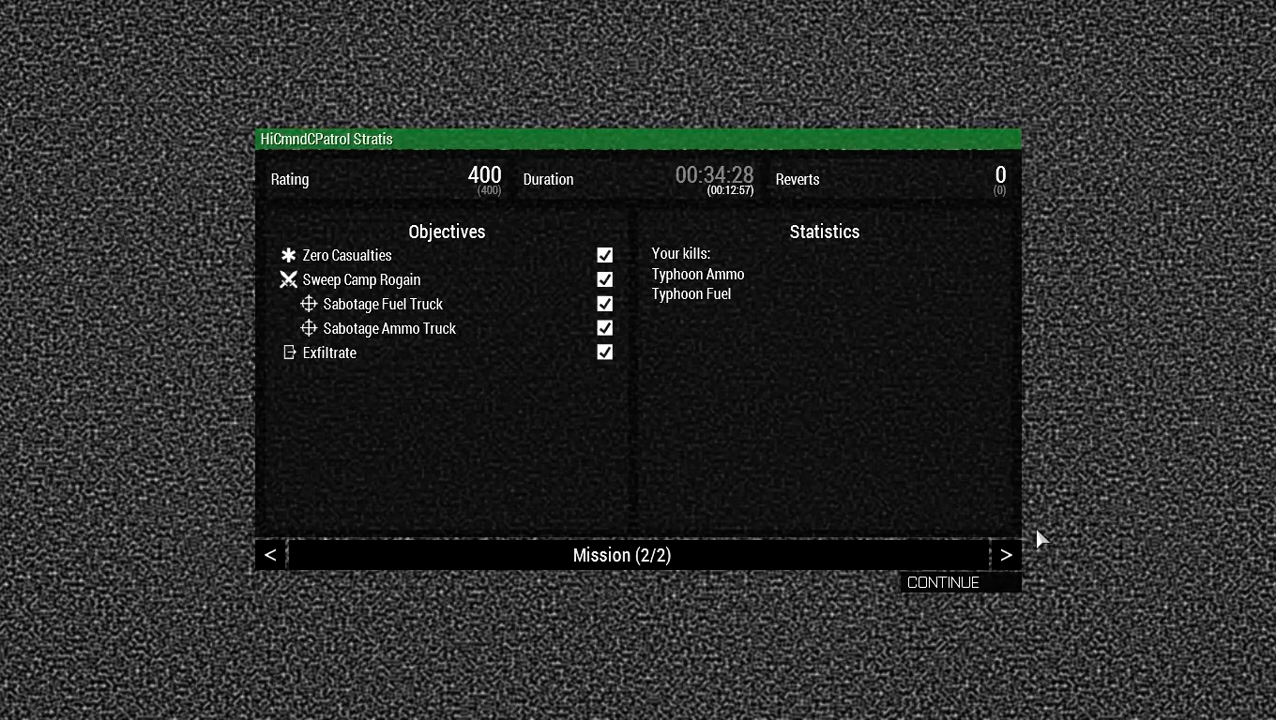 HiCmndCPatrol Stratis
Rating 400 (400) Duration 00:34:28 (00:12:57) Reverts 0 (0)
Objectives
Zero Casualties
Sweep Camp Rogain
Sabotage Fuel Truck
Sabotage Ammo Truck
Exfiltrate
Statistics
Your kills:
Typhoon Ammo
Typhoon Fuel
< Mission (2/2) >
CONTINUE